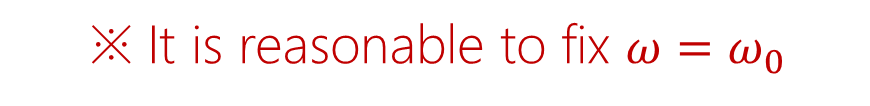 ※ It is reasonable to fix 𝜔 = 𝜔₀